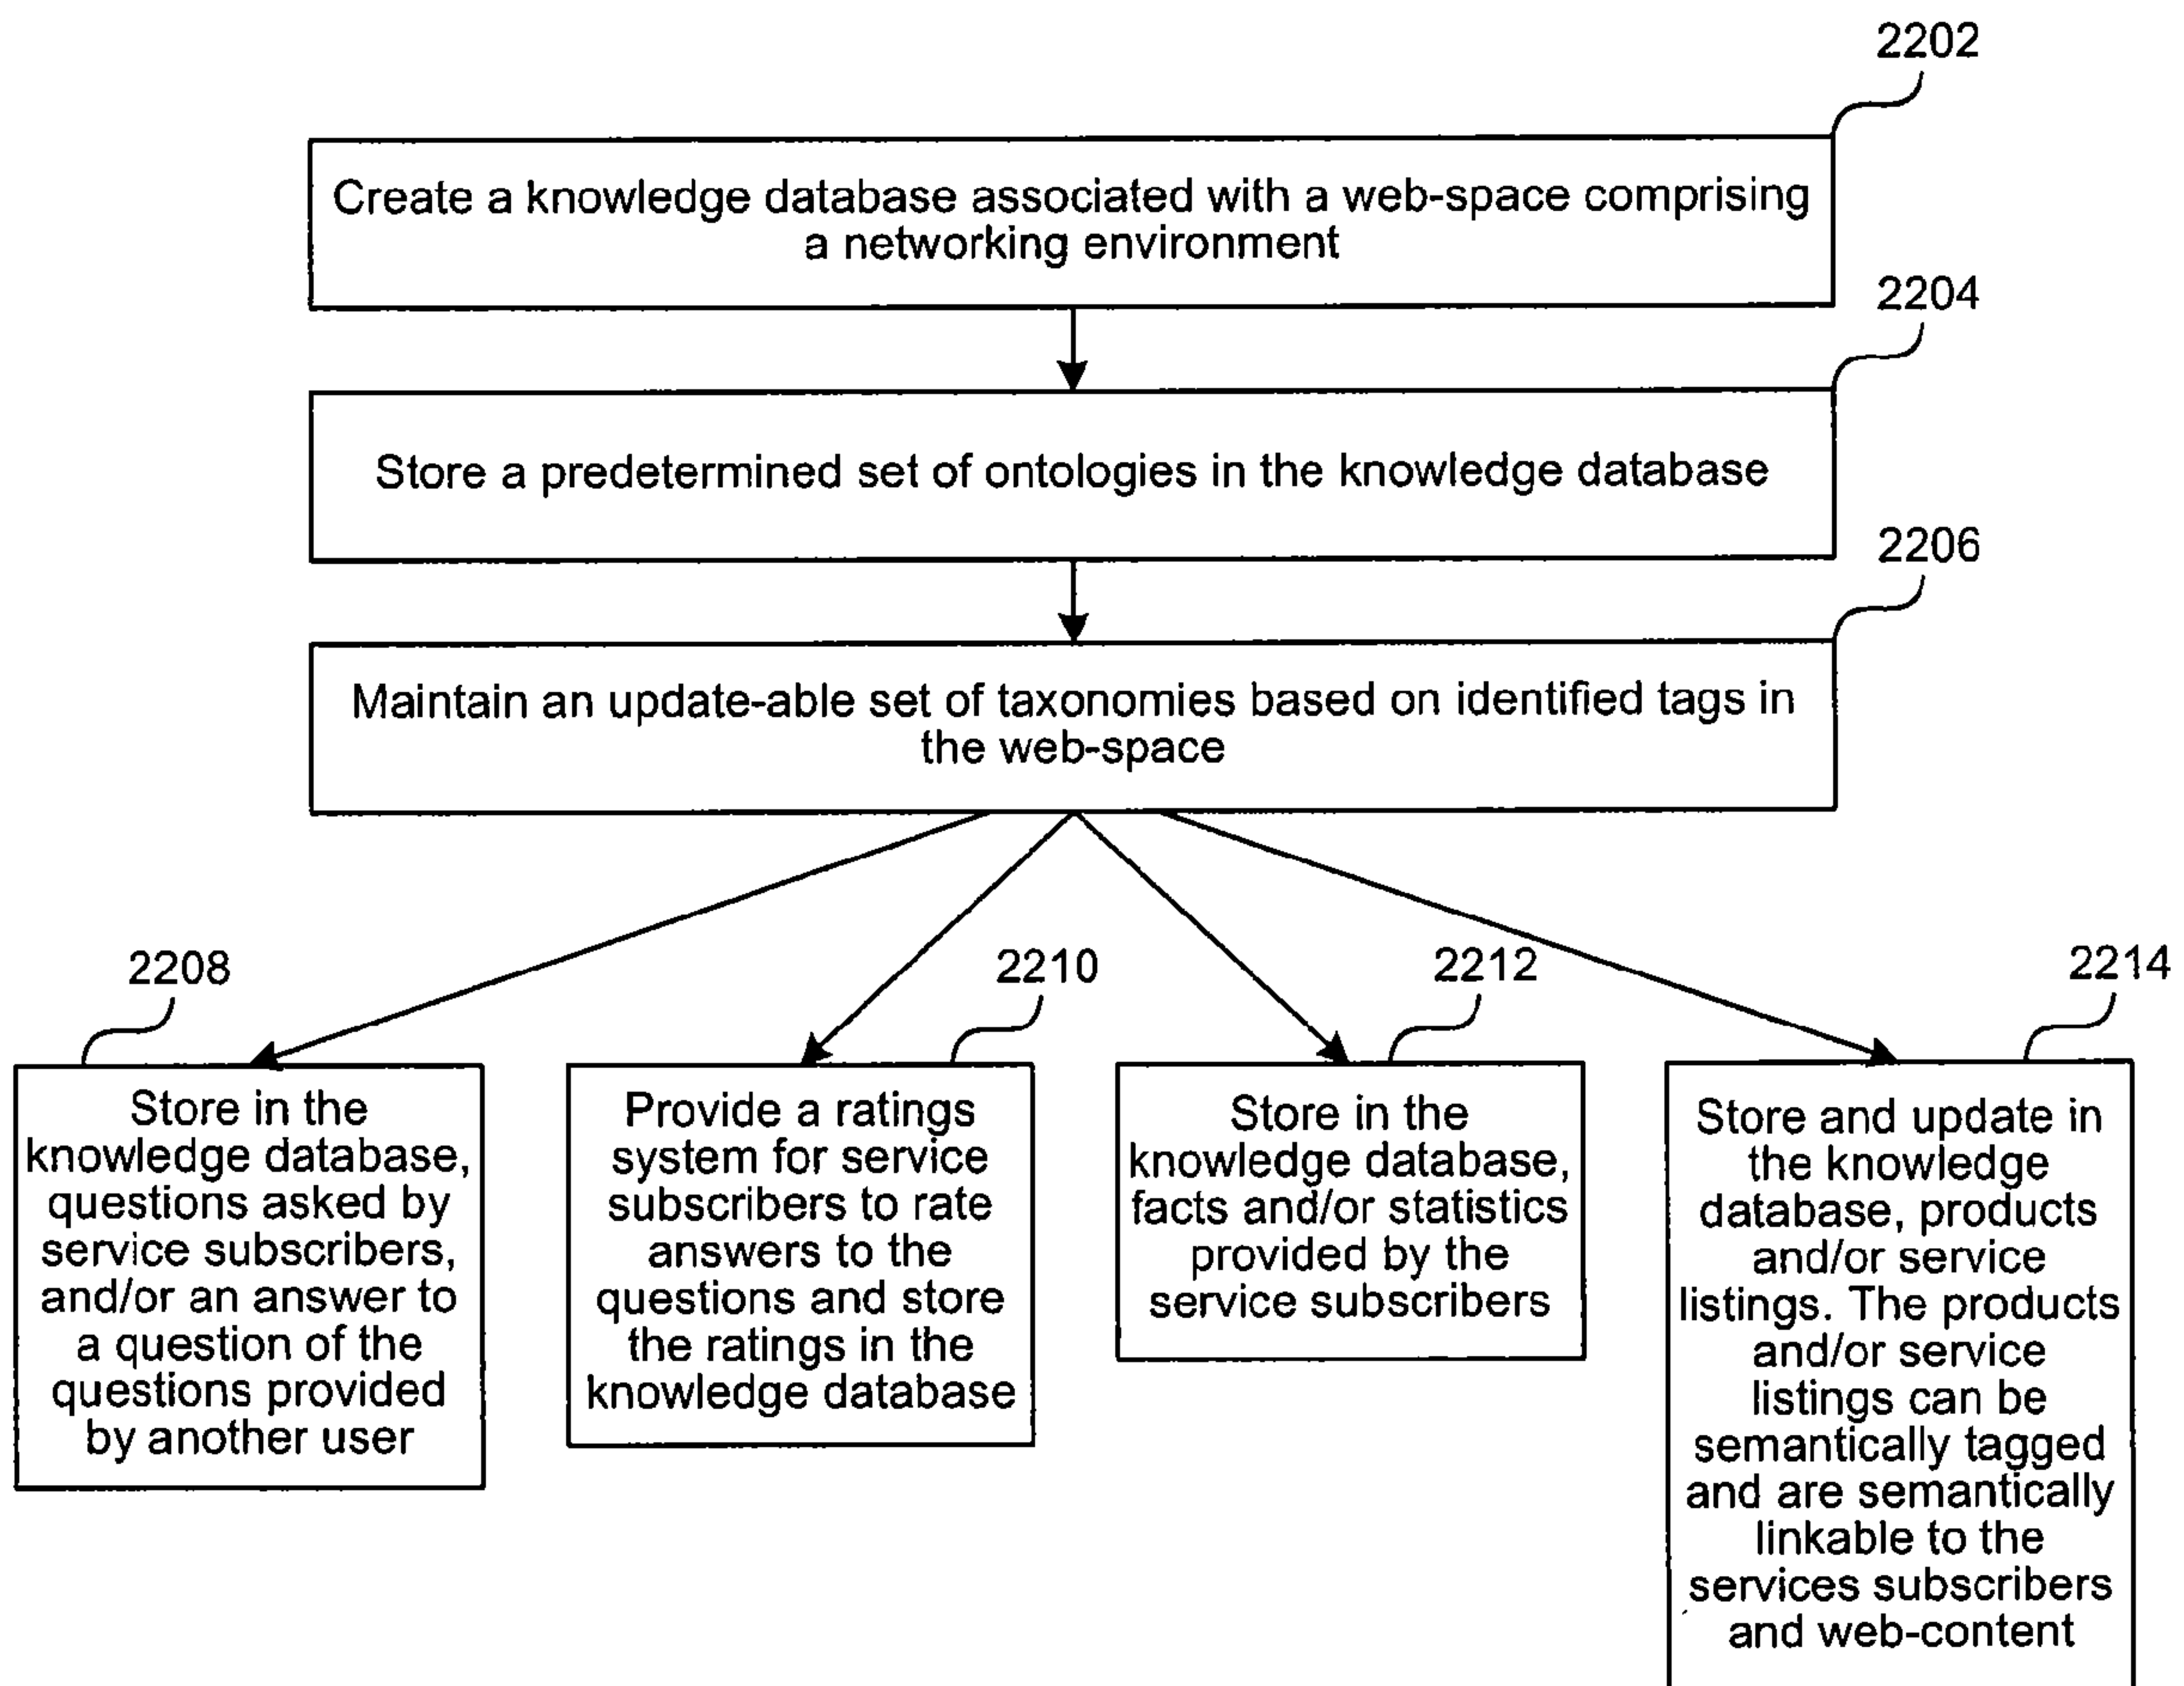 2202
Create a knowledge database associated with a web-space comprising
a networking environment
2204
Store a predetermined set of ontologies in the knowledge database
2206
Maintain an update-able set of taxonomies based on identified tags in
the web-space
2208
Store in the
knowledge database,
questions asked by
service subscribers,
and/or an answer to
a question of the
questions provided
by another user
2210
Provide a ratings
system for service
subscribers to rate
answers to the
questions and store
the ratings in the
knowledge database
2212
Store in the
knowledge database,
facts and/or statistics
provided by the
service subscribers
2214
Store and update in
the knowledge
database, products
and/or service
listings. The products
and/or service
listings can be
semantically tagged
and are semantically
linkable to the
services subscribers
and web-content